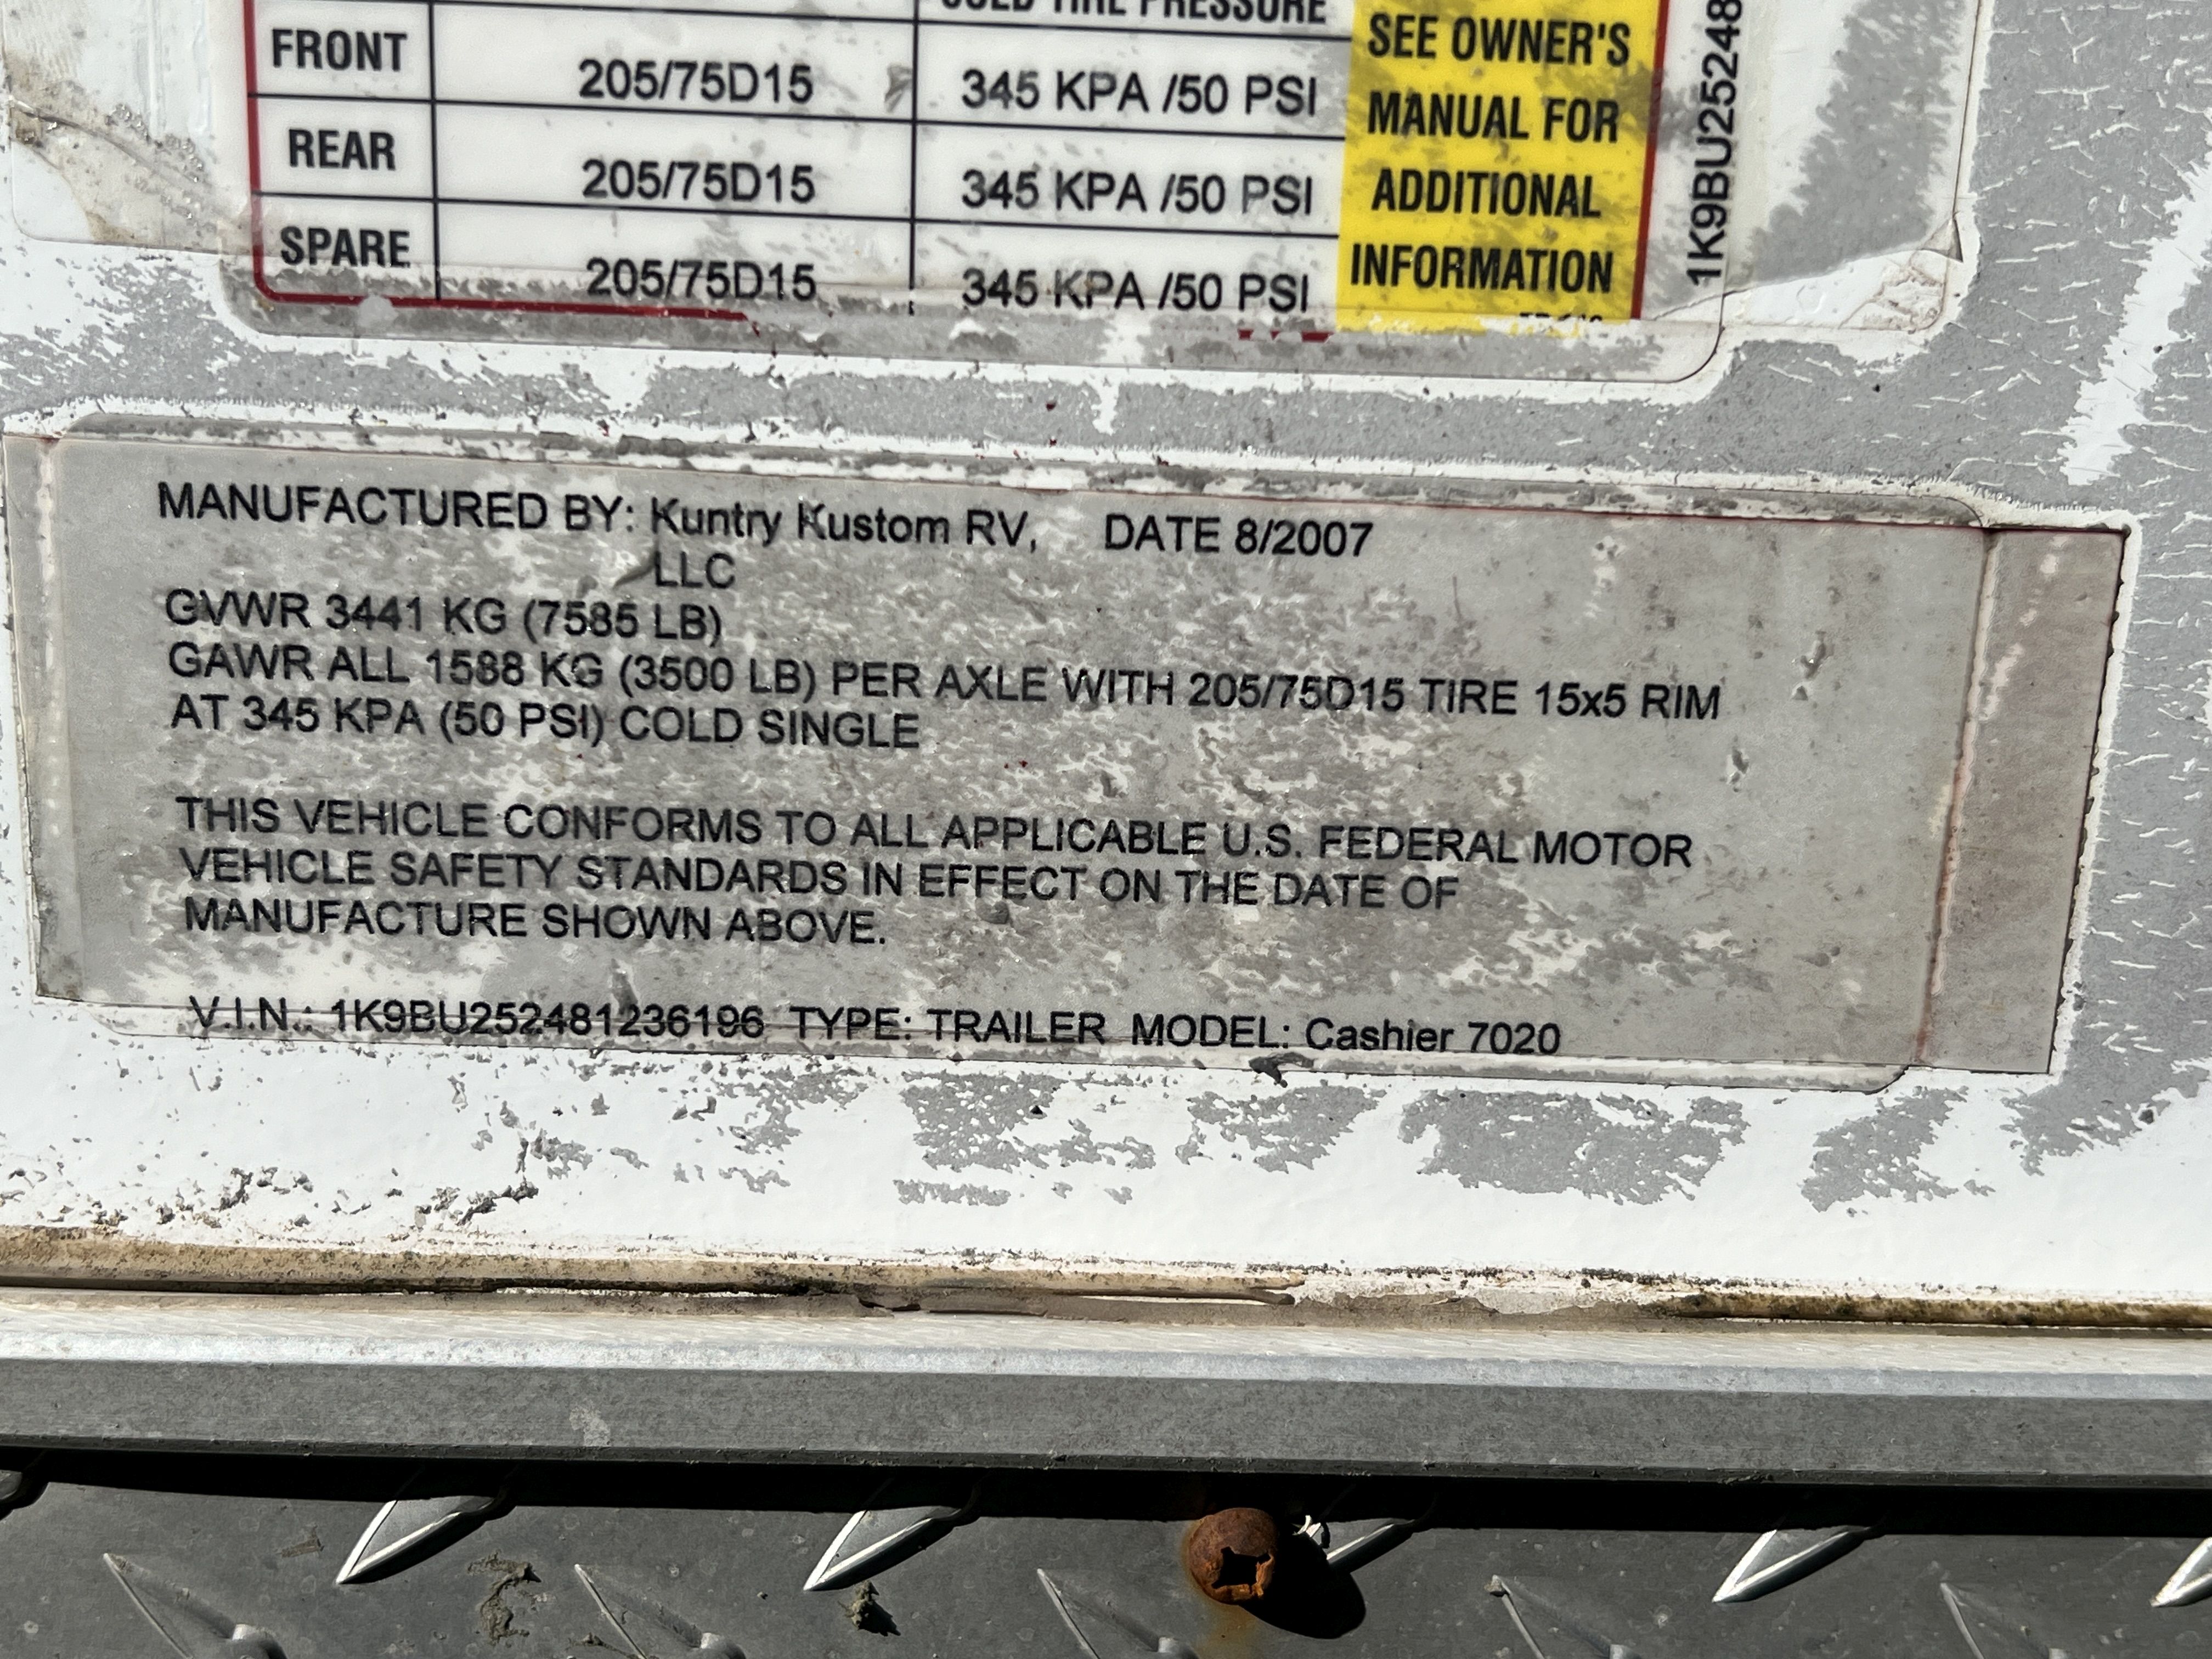 COLD TIRE PRESSURE
FRONT 205/75D15 345 KPA /50 PSI
REAR 205/75D15 345 KPA /50 PSI
SPARE 205/75D15 345 KPA /50 PSI
SEE OWNER'S
MANUAL FOR
ADDITIONAL
INFORMATION
1K9BU25248
MANUFACTURED BY: Kuntry Kustom RV, DATE 8/2007
LLC
GVWR 3441 KG (7585 LB)
GAWR ALL 1588 KG (3500 LB) PER AXLE WITH 205/75D15 TIRE 15x5 RIM
AT 345 KPA (50 PSI) COLD SINGLE
THIS VEHICLE CONFORMS TO ALL APPLICABLE U.S. FEDERAL MOTOR
VEHICLE SAFETY STANDARDS IN EFFECT ON THE DATE OF
MANUFACTURE SHOWN ABOVE.
V.I.N.: 1K9BU252481236196 TYPE: TRAILER MODEL: Cashier 7020